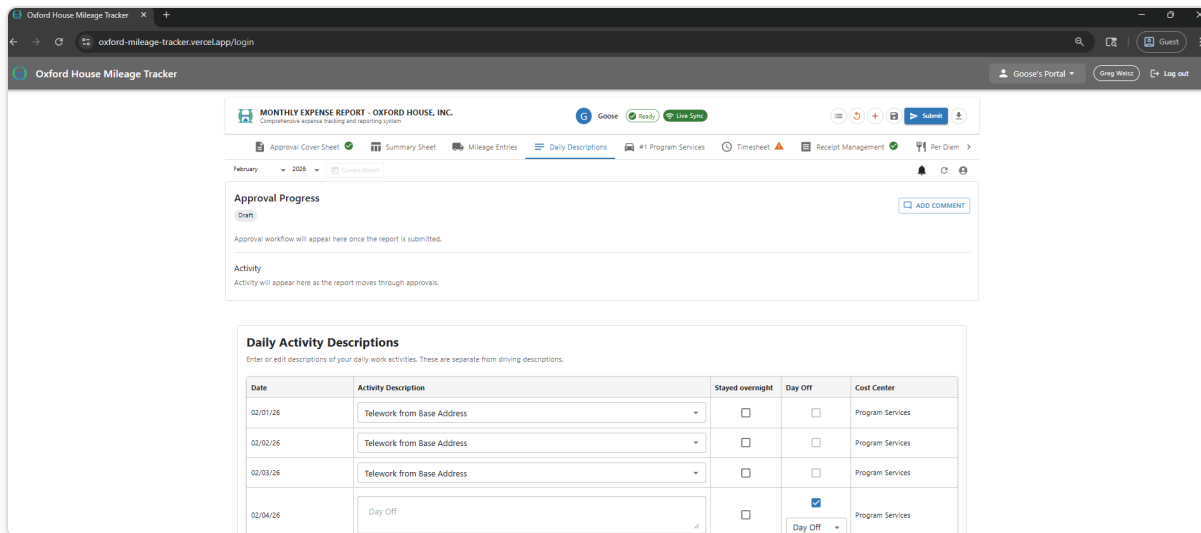 Oxford House Mileage Tracker
oxford-mileage-tracker.vercel.app/login
Guest
Oxford House Mileage Tracker
Goose's Portal
Greg Weisz
Log out
MONTHLY EXPENSE REPORT - OXFORD HOUSE, INC.
Comprehensive expense tracking and reporting system
G
Goose
Ready
Live Sync
Submit
Approval Cover Sheet
Summary Sheet
Mileage Entries
Daily Descriptions
#1 Program Services
Timesheet
Receipt Management
Per Diem
February
2026
Current Month
Approval Progress
Draft
ADD COMMENT
Approval workflow will appear here once the report is submitted.
Activity
Activity will appear here as the report moves through approvals.
Daily Activity Descriptions
Enter or edit descriptions of your daily work activities. These are separate from driving descriptions.
Date Activity Description Stayed overnight Day Off Cost Center
02/01/26 Telework from Base Address Program Services
02/02/26 Telework from Base Address Program Services
02/03/26 Telework from Base Address Program Services
02/04/26 Day Off Program Services
Day Off